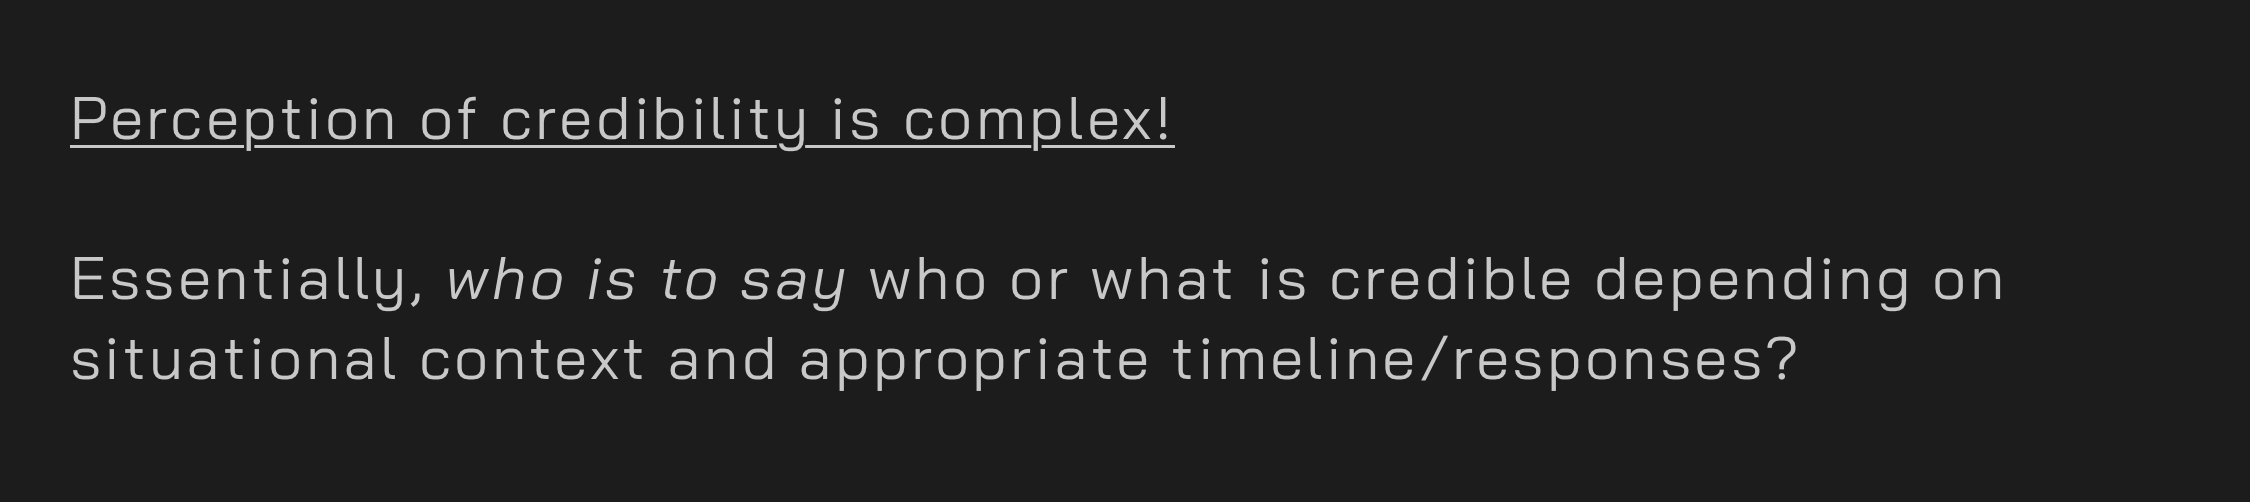 Perception of credibility is complex!
Essentially, who is to say who or what is credible depending on
situational context and appropriate timeline/responses?